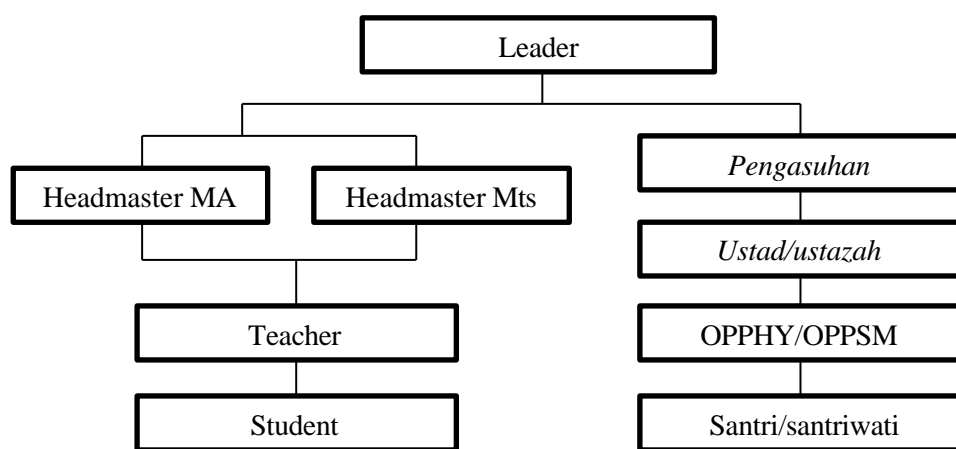 Leader
Headmaster MA
Headmaster Mts
Pengasuhan
Ustad/ustazah
Teacher
OPPHY/OPPSM
Student
Santri/santriwati